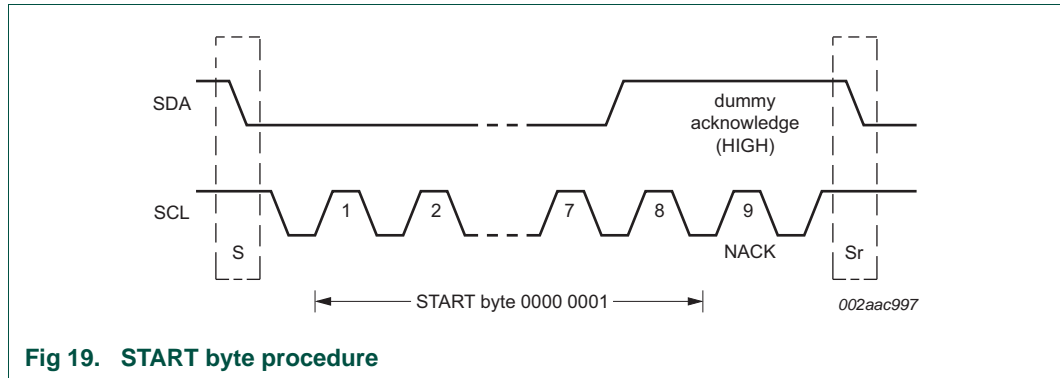 SDA
dummy
acknowledge
(HIGH)
SCL
1 2 7 8 9
S NACK Sr
START byte 0000 0001
002aac997
Fig 19. START byte procedure